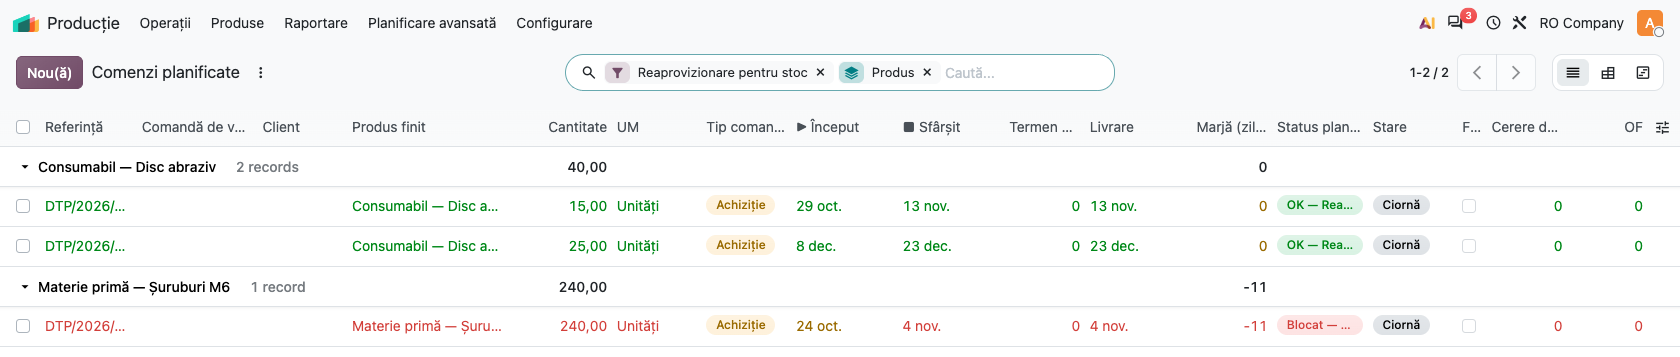 Producție Operații Produse Raportare Planificare avansată Configurare AI 3 RO Company A
Nou(ă) Comenzi planificate Reaprovizionare pentru stoc × Produs × Caută... 1-2 / 2
Referință Comandă de v... Client Produs finit Cantitate UM Tip coman... Început Sfârșit Termen ... Livrare Marjă (zil... Status plan... Stare F... Cerere d... OF
Consumabil — Disc abraziv 2 records 40,00 0
DTP/2026/... Consumabil — Disc a... 15,00 Unități Achiziție 29 oct. 13 nov. 0 13 nov. 0 OK — Rea... Ciornă 0 0
DTP/2026/... Consumabil — Disc a... 25,00 Unități Achiziție 8 dec. 23 dec. 0 23 dec. 0 OK — Rea... Ciornă 0 0
Materie primă — Șuruburi M6 1 record 240,00 -11
DTP/2026/... Materie primă — Șuru... 240,00 Unități Achiziție 24 oct. 4 nov. 0 4 nov. -11 Blocat — ... Ciornă 0 0